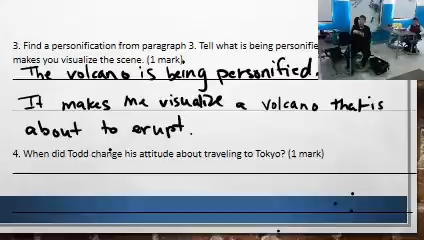 3. Find a personification from paragraph 3. Tell what is being personifie
makes you visualize the scene. (1 mark)
The volcano is being personified.
It makes me visualize a volcano that is
about to erupt.
4. When did Todd change his attitude about traveling to Tokyo? (1 mark)